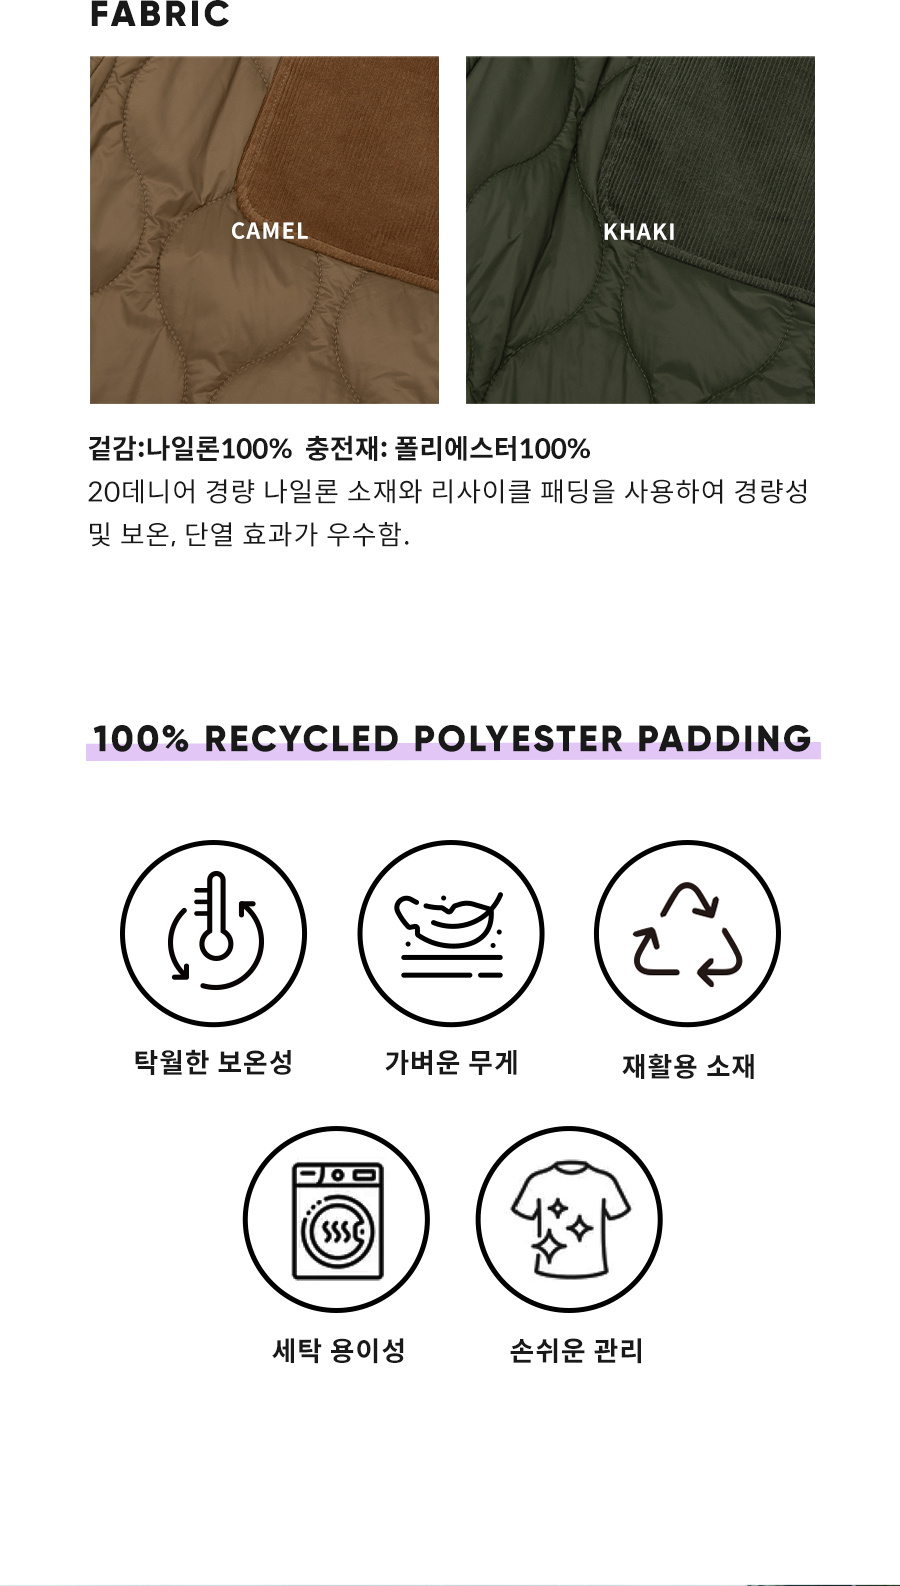 FABRIC
CAMEL
KHAKI
겉감:나일론100% 충전재: 폴리에스터100%
20데니어 경량 나일론 소재와 리사이클 패딩을 사용하여 경량성
및 보온, 단열 효과가 우수함.
100% RECYCLED POLYESTER PADDING
탁월한 보온성
가벼운 무게
재활용 소재
세탁 용이성
손쉬운 관리